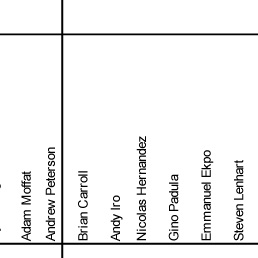 Adam Moffat
Andrew Peterson
Brian Carroll
Andy Iro
Nicolas Hernandez
Gino Padula
Emmanuel Ekpo
Steven Lenhart